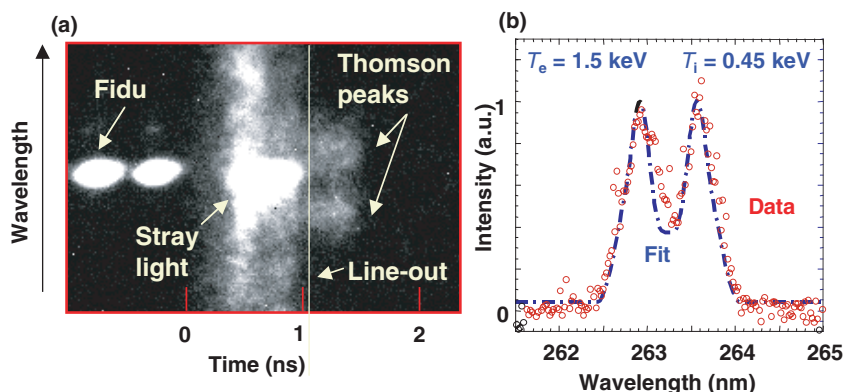 (a)
Wavelength
Fidu
Thomson
peaks
Stray
light
Line-out
0 1 2
Time (ns)
(b)
Te = 1.5 keV Ti = 0.45 keV
Intensity (a.u.)
1
0
Data
Fit
262 263 264 265
Wavelength (nm)